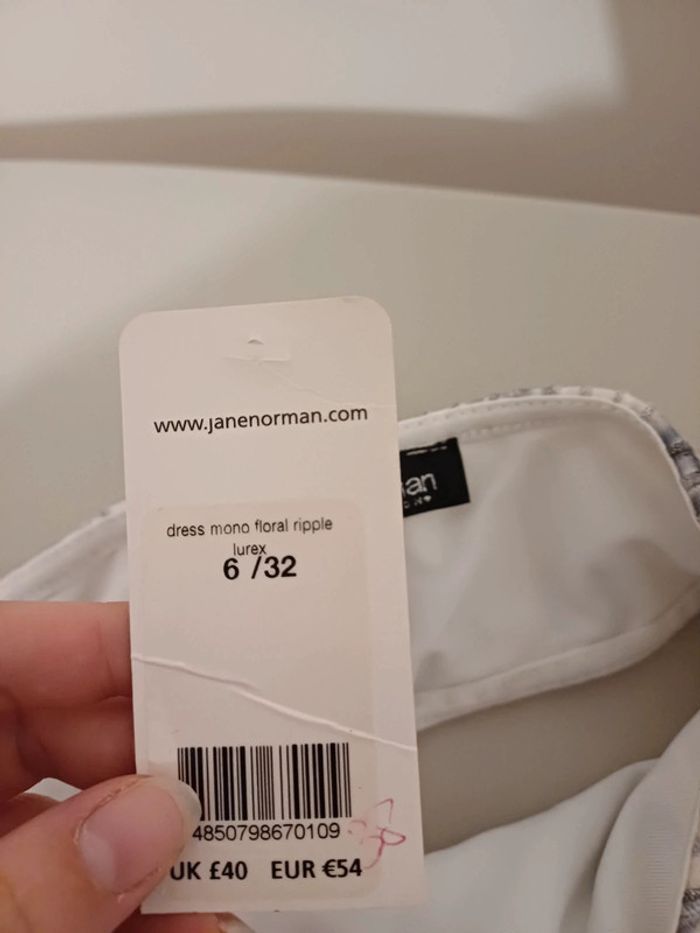 www.janenorman.com
dress mono floral ripple
lurex
6 /32
4850798670109
UK £40 EUR €54